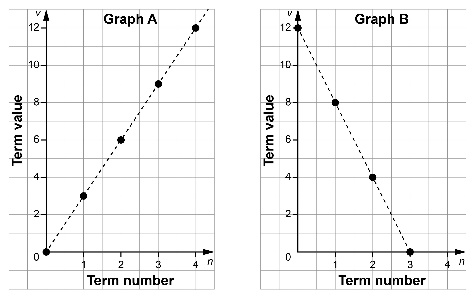 Graph A
v
12
10
8
6
4
2
0
1 2 3 4 n
Term value
Term number
Graph B
v
12
10
8
6
4
2
0
1 2 3 4 n
Term value
Term number